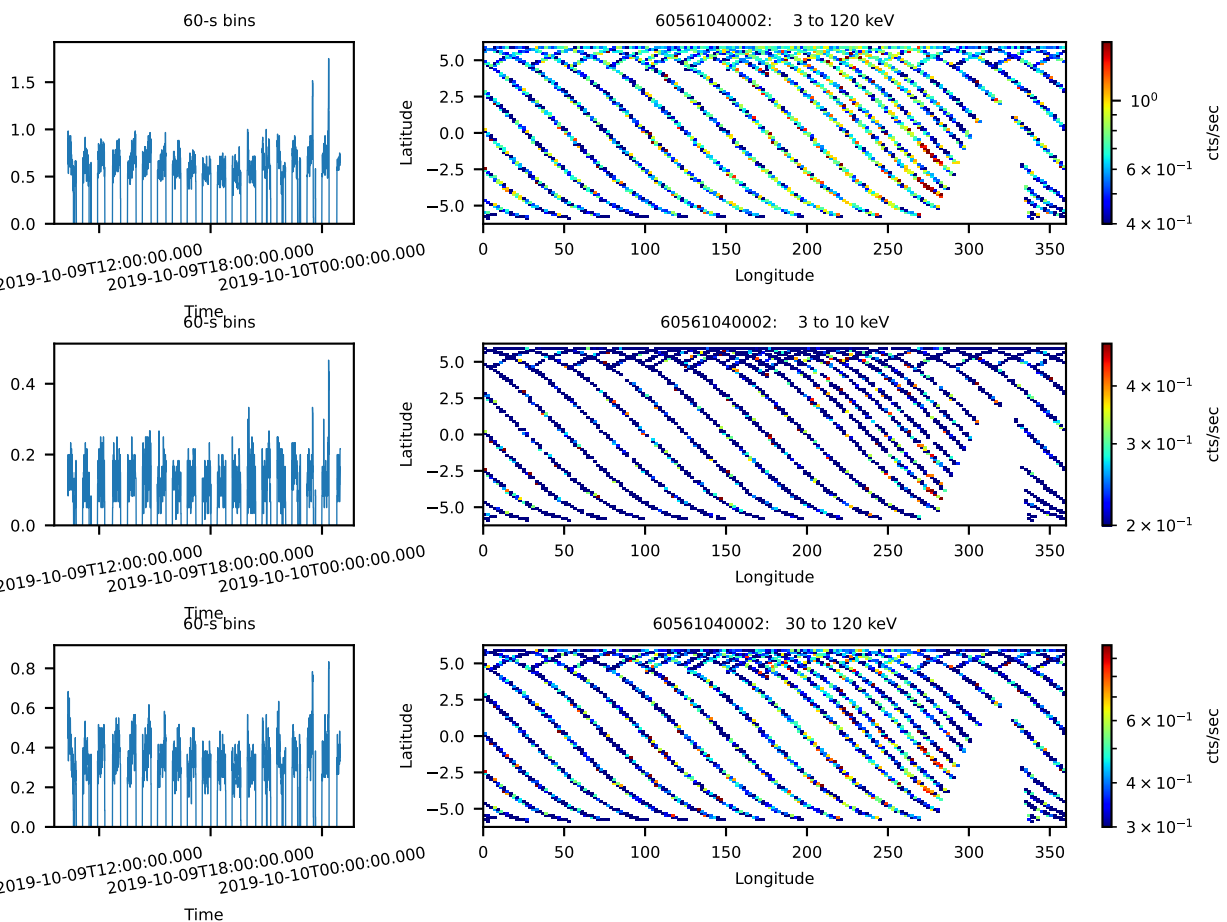 60-s bins
60561040002:    3 to 120 keV
1.5
1.0
0.5
0.0
2019-10-09T12:00:00.000
2019-10-09T18:00:00.000
2019-10-10T00:00:00.000
Time
Latitude
5.0
2.5
0.0
−2.5
−5.0
0 50 100 150 200 250 300 350
Longitude
10⁰
6 × 10⁻¹
4 × 10⁻¹
cts/sec
60-s bins
60561040002:    3 to 10 keV
0.4
0.2
0.0
2019-10-09T12:00:00.000
2019-10-09T18:00:00.000
2019-10-10T00:00:00.000
Time
Latitude
5.0
2.5
0.0
−2.5
−5.0
0 50 100 150 200 250 300 350
Longitude
4 × 10⁻¹
3 × 10⁻¹
2 × 10⁻¹
cts/sec
60-s bins
60561040002:   30 to 120 keV
0.8
0.6
0.4
0.2
0.0
2019-10-09T12:00:00.000
2019-10-09T18:00:00.000
2019-10-10T00:00:00.000
Time
Latitude
5.0
2.5
0.0
−2.5
−5.0
0 50 100 150 200 250 300 350
Longitude
6 × 10⁻¹
4 × 10⁻¹
3 × 10⁻¹
cts/sec